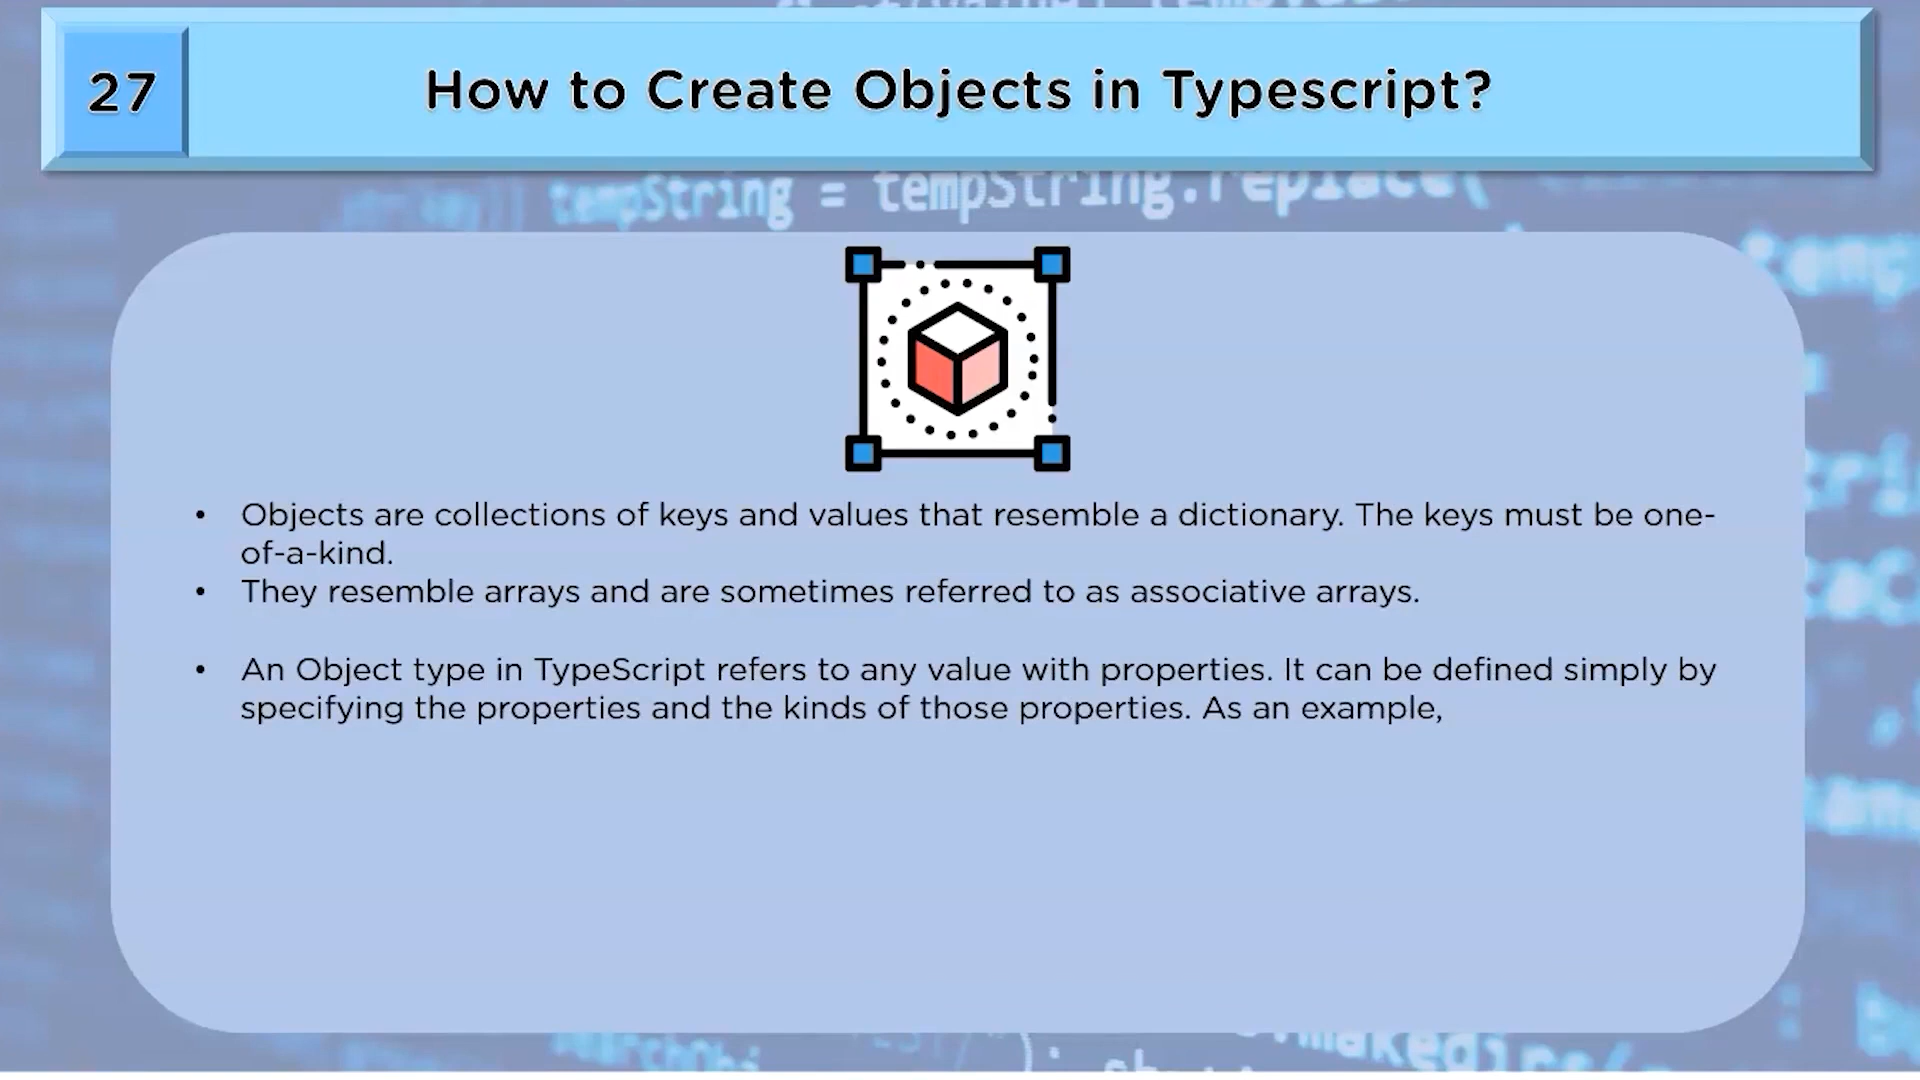 27
How to Create Objects in Typescript?
tempString = tempString.replace(
• Objects are collections of keys and values that resemble a dictionary. The keys must be one-
of-a-kind.
• They resemble arrays and are sometimes referred to as associative arrays.
• An Object type in TypeScript refers to any value with properties. It can be defined simply by
specifying the properties and the kinds of those properties. As an example,